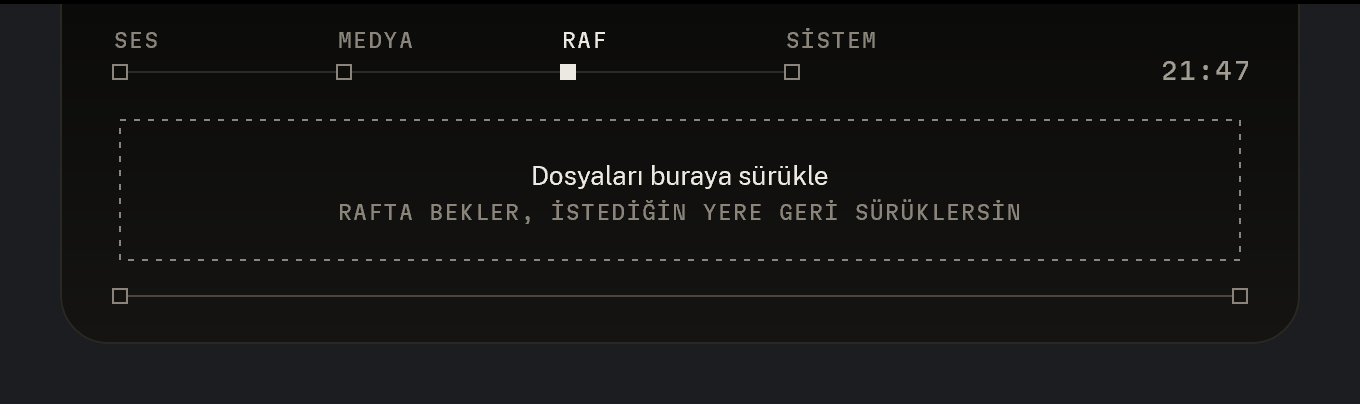 SES MEDYA RAF SİSTEM
21:47
Dosyaları buraya sürükle
RAFTA BEKLER, İSTEDİĞİN YERE GERİ SÜRÜKLERSİN